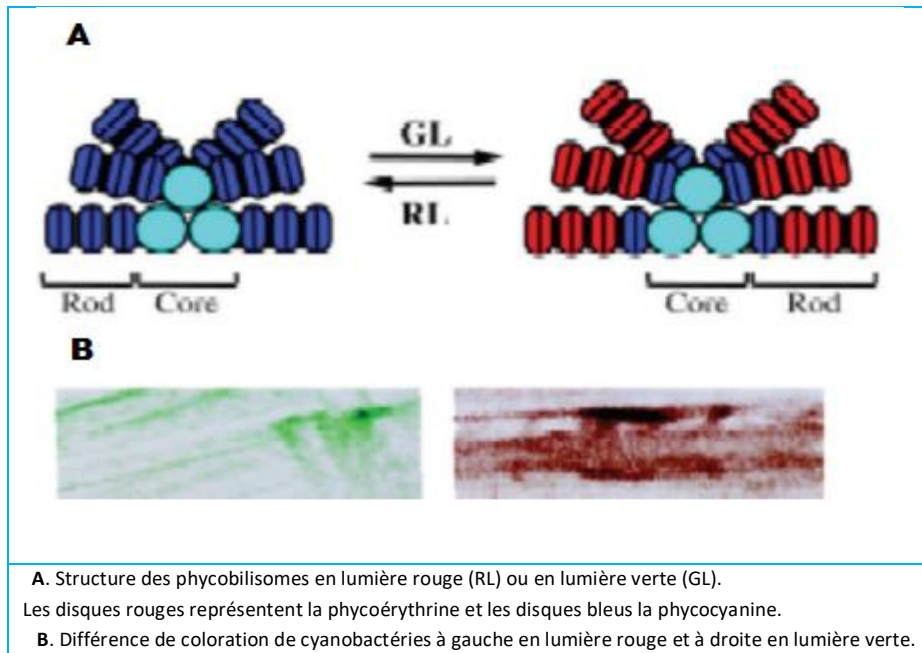 A
GL
RL
Rod Core Core Rod
B
A. Structure des phycobilisomes en lumière rouge (RL) ou en lumière verte (GL).
Les disques rouges représentent la phycoérythrine et les disques bleus la phycocyanine.
B. Différence de coloration de cyanobactéries à gauche en lumière rouge et à droite en lumière verte.